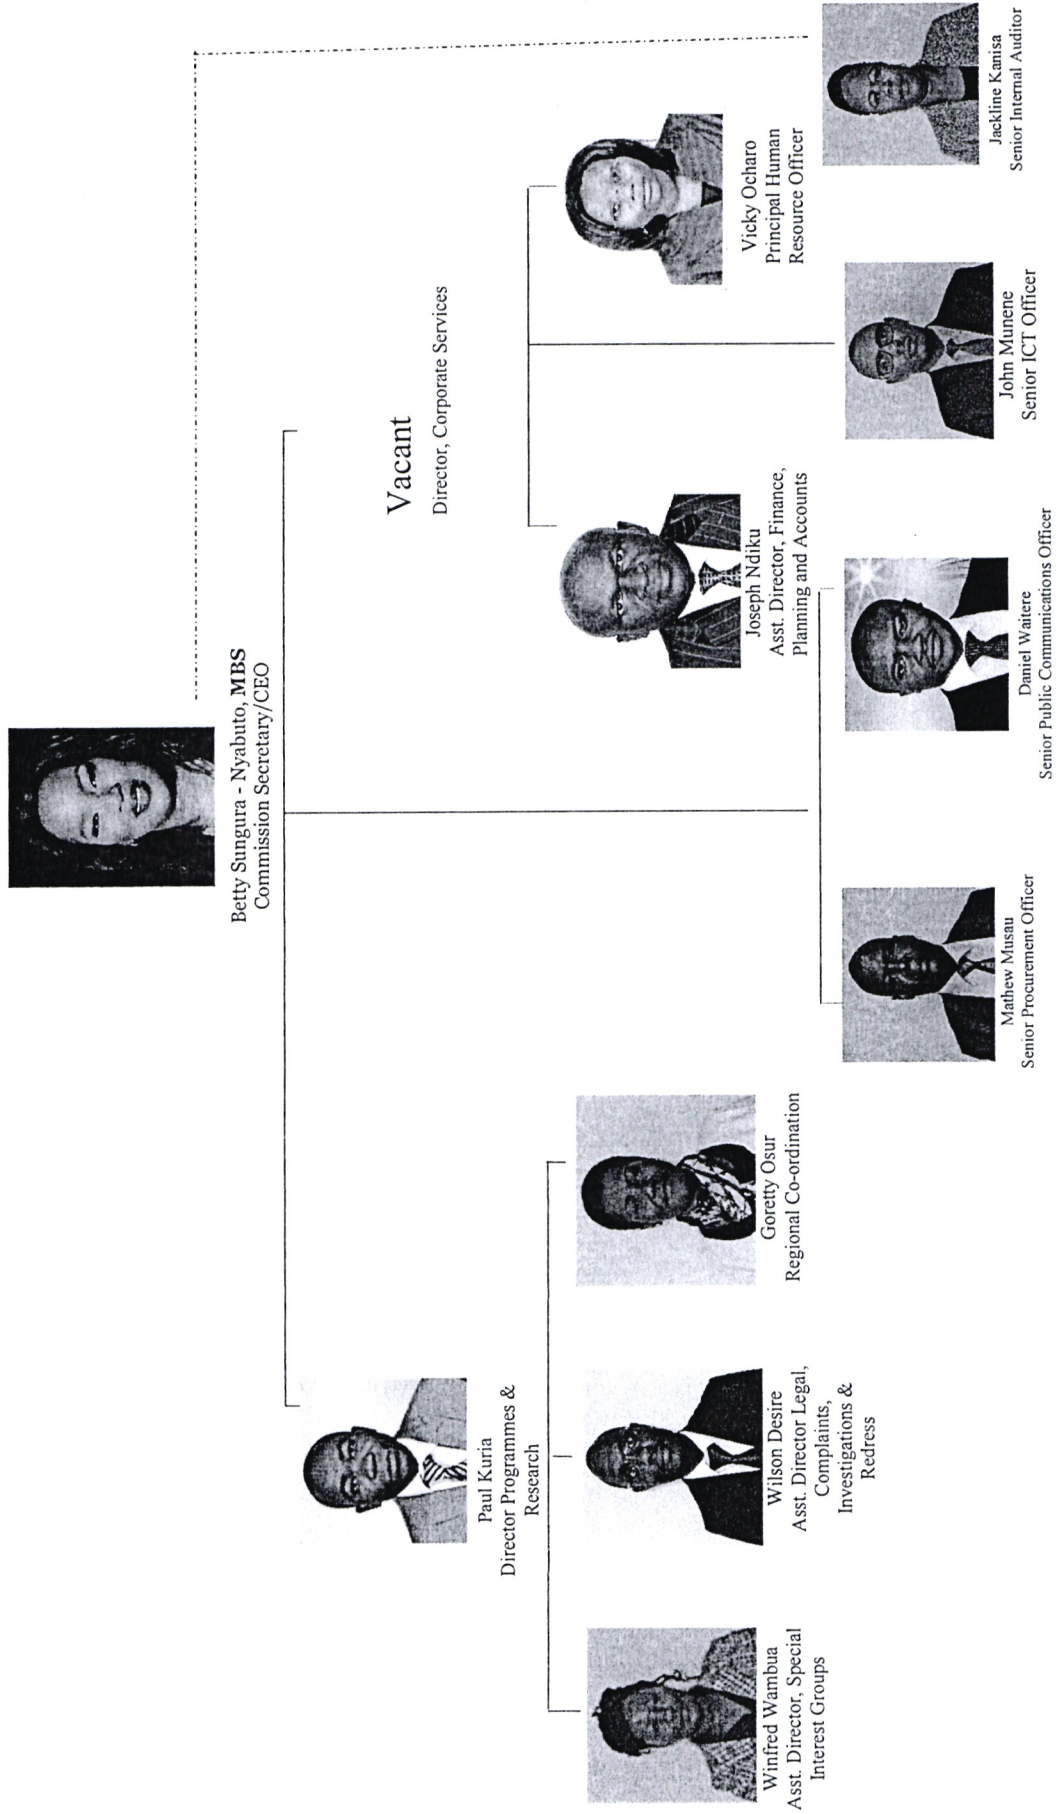 Betty Sungura - Nyabuto, MBS
Commission Secretary/CEO
Paul Kuria
Director Programmes &
Research
Vacant
Director, Corporate Services
Winfred Wambua
Asst. Director, Special
Interest Groups
Wilson Desire
Asst. Director Legal,
Complaints,
Investigations &
Redress
Goretty Osur
Regional Co-ordination
Joseph Ndiku
Asst. Director, Finance,
Planning and Accounts
Vicky Ocharo
Principal Human
Resource Officer
Mathew Musau
Senior Procurement Officer
Daniel Waitere
Senior Public Communications Officer
John Munene
Senior ICT Officer
Jackline Kanisa
Senior Internal Auditor